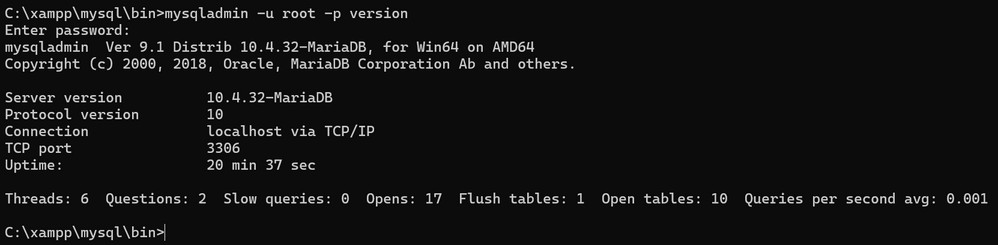 C:\xampp\mysql\bin>mysqladmin -u root -p version
Enter password:
mysqladmin  Ver 9.1 Distrib 10.4.32-MariaDB, for Win64 on AMD64
Copyright (c) 2000, 2018, Oracle, MariaDB Corporation Ab and others.

Server version          10.4.32-MariaDB
Protocol version        10
Connection              localhost via TCP/IP
TCP port                3306
Uptime:                 20 min 37 sec

Threads: 6  Questions: 2  Slow queries: 0  Opens: 17  Flush tables: 1  Open tables: 10  Queries per second avg: 0.001

C:\xampp\mysql\bin>